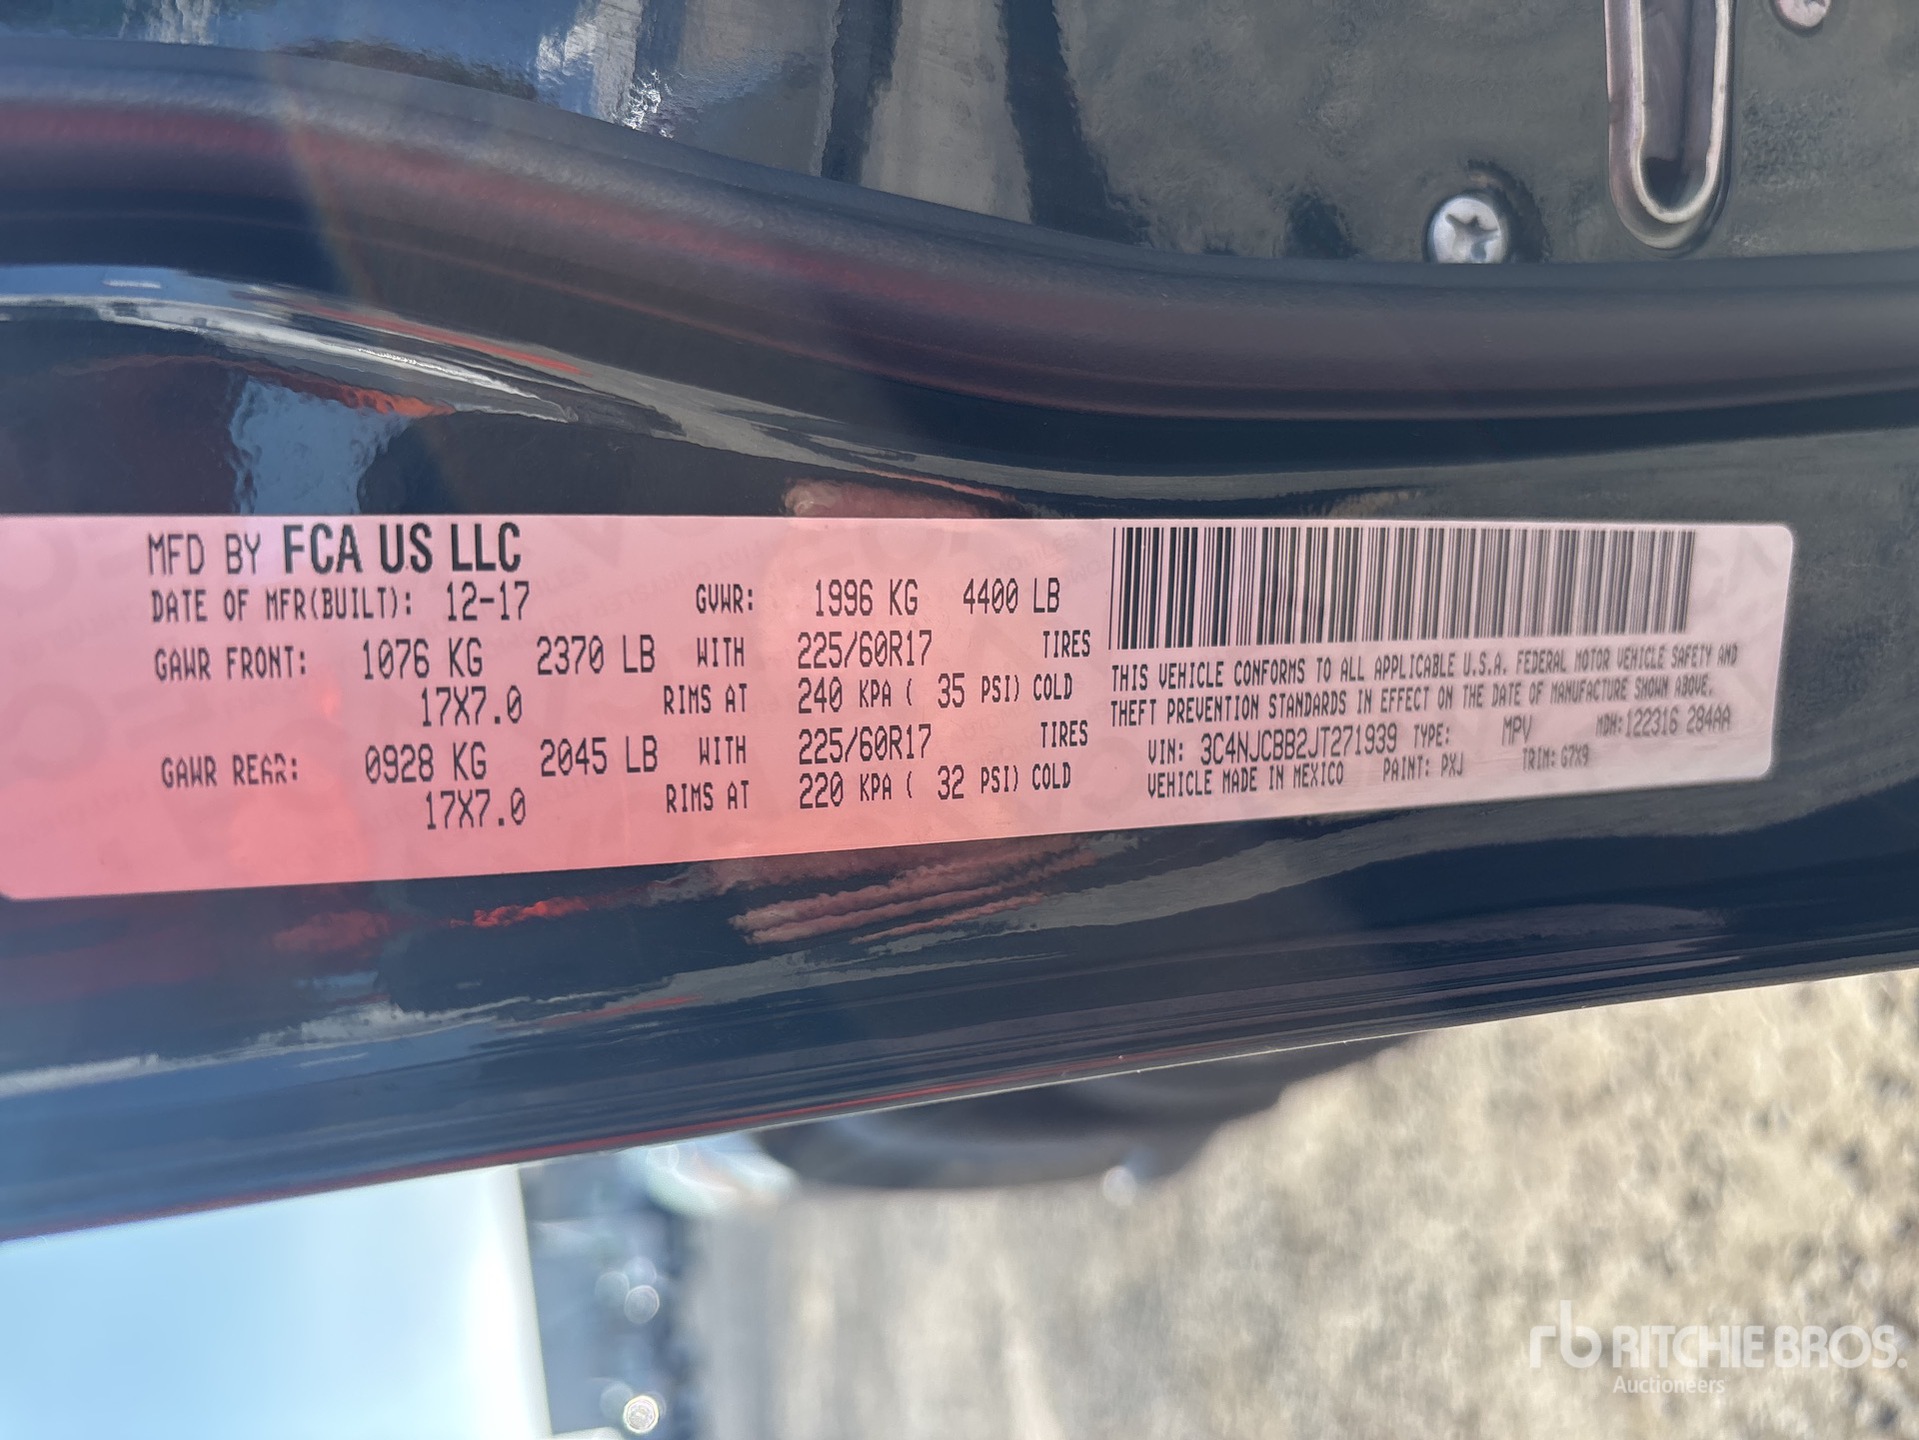 MFD BY FCA US LLC
DATE OF MFR(BUILT): 12-17 GVWR: 1996 KG 4400 LB
GAWR FRONT: 1076 KG 2370 LB WITH 225/60R17 TIRES
17X7.0 RIMS AT 240 KPA ( 35 PSI) COLD
GAWR REAR: 0928 KG 2045 LB WITH 225/60R17 TIRES
17X7.0 RIMS AT 220 KPA ( 32 PSI) COLD
THIS VEHICLE CONFORMS TO ALL APPLICABLE U.S.A. FEDERAL MOTOR VEHICLE SAFETY AND
THEFT PREVENTION STANDARDS IN EFFECT ON THE DATE OF MANUFACTURE SHOWN ABOVE.
VIN: 3C4NJCBB2JT271939 TYPE: MPV MDH:122316 284AA
VEHICLE MADE IN MEXICO PAINT: PXJ TRIM: G7X9
rb RITCHIE BROS.
Auctioneers